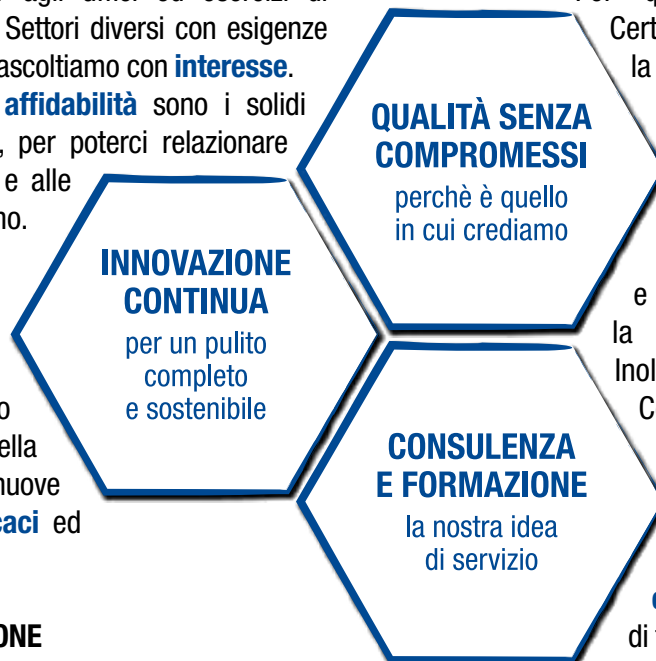 Settori diversi con esigenze
ascoltiamo con interesse.
affidabilità sono i solidi
, per poterci relazionare
e alle
INNOVAZIONE
CONTINUA
per un pulito
completo
e sostenibile
ella
nuove
caci ed
ONE
QUALITÀ SENZA
COMPROMESSI
perchè è quello
in cui crediamo
CONSULENZA
E FORMAZIONE
la nostra idea
di servizio
Cert
la
e
la
Inol
C
di